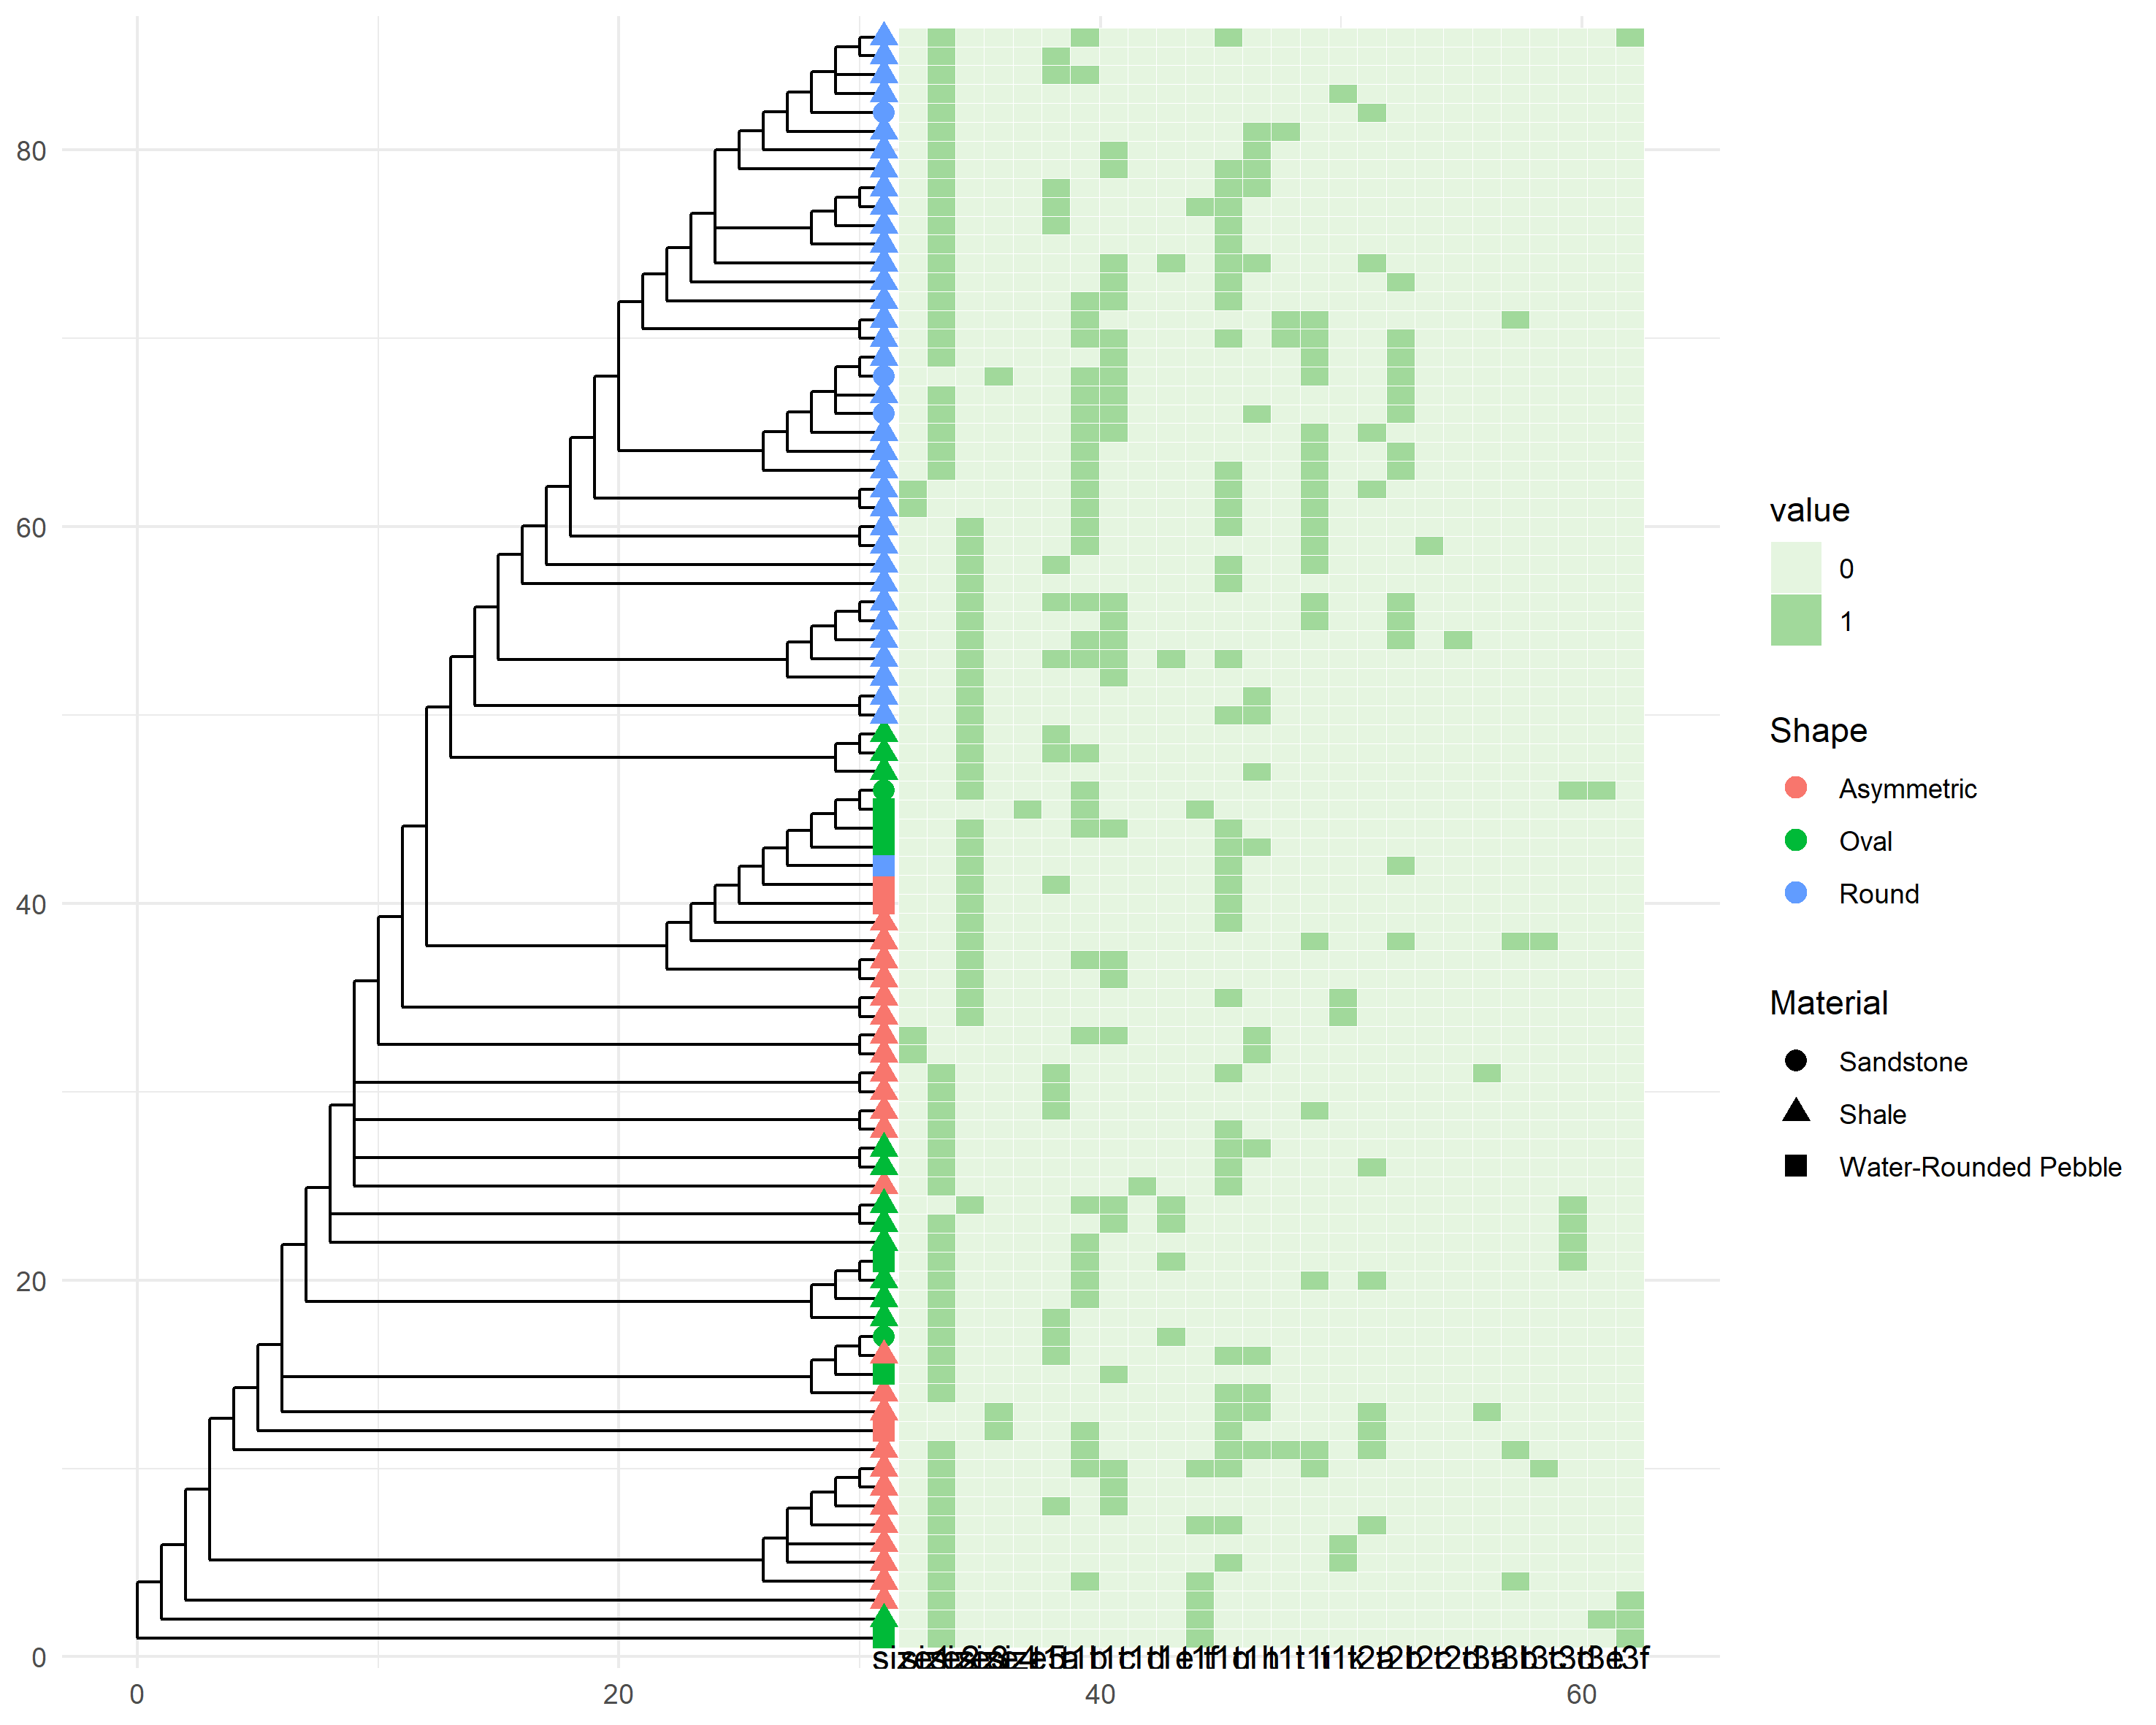 80
60
40
20
0
0 20 40 60
value
0
1
Shape
Asymmetric
Oval
Round
Material
Sandstone
Shale
Water-Rounded Pebble